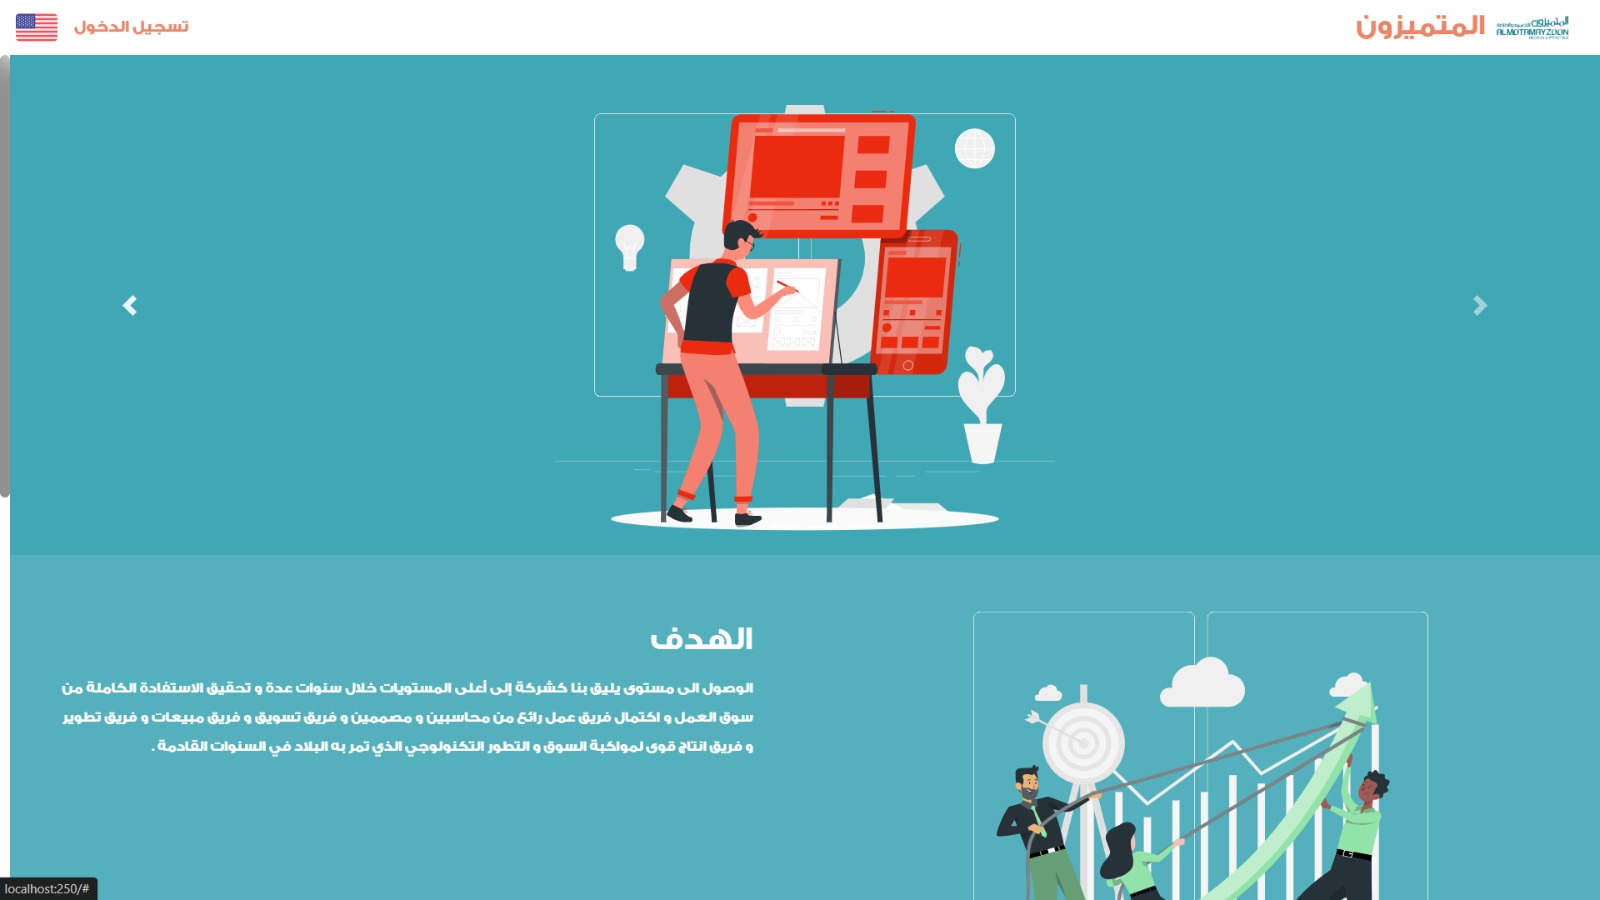 المتميزون
ALMOTAMAYZOON
المتميزون
تسجيل الدخول
الهدف
الوصول الى مستوى يليق بنا كشركة إلى أعلى المستويات خلال سنوات عدة و تحقيق الاستفادة الكاملة من
سوق العمل و اكتمال فريق عمل رائع من محاسبين و مصممين و فريق تسويق و فريق مبيعات و فريق تطوير
و فريق انتاج قوى لمواكبة السوق و التطور التكنولوجي الذي تمر به البلاد في السنوات القادمة .
localhost:250/#